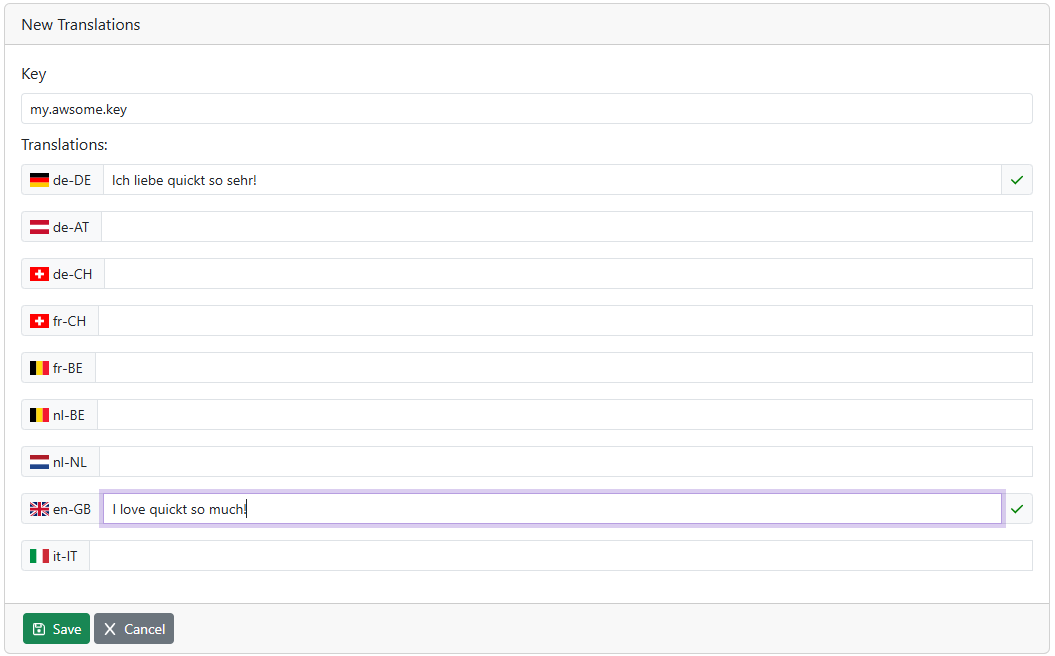 New Translations
Key
my.awsome.key
Translations:
de-DE Ich liebe quickt so sehr!
de-AT
de-CH
fr-CH
fr-BE
nl-BE
nl-NL
en-GB I love quickt so much!
it-IT
Save Cancel